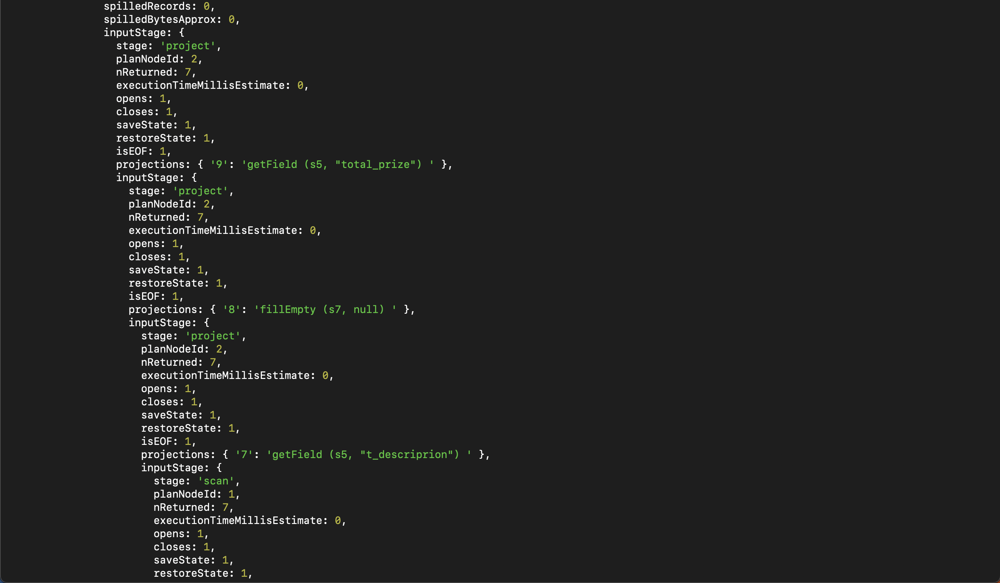 spilledRecords: 0,
spilledBytesApprox: 0,
inputStage: {
stage: 'project',
planNodeId: 2,
nReturned: 7,
executionTimeMillisEstimate: 0,
opens: 1,
closes: 1,
saveState: 1,
restoreState: 1,
isEOF: 1,
projections: { '9': 'getField (s5, "total_prize") ' },
inputStage: {
stage: 'project',
planNodeId: 2,
nReturned: 7,
executionTimeMillisEstimate: 0,
opens: 1,
closes: 1,
saveState: 1,
restoreState: 1,
isEOF: 1,
projections: { '8': 'fillEmpty (s7, null) ' },
inputStage: {
stage: 'project',
planNodeId: 2,
nReturned: 7,
executionTimeMillisEstimate: 0,
opens: 1,
closes: 1,
saveState: 1,
restoreState: 1,
isEOF: 1,
projections: { '7': 'getField (s5, "t_descriprion") ' },
inputStage: {
stage: 'scan',
planNodeId: 1,
nReturned: 7,
executionTimeMillisEstimate: 0,
opens: 1,
closes: 1,
saveState: 1,
restoreState: 1,